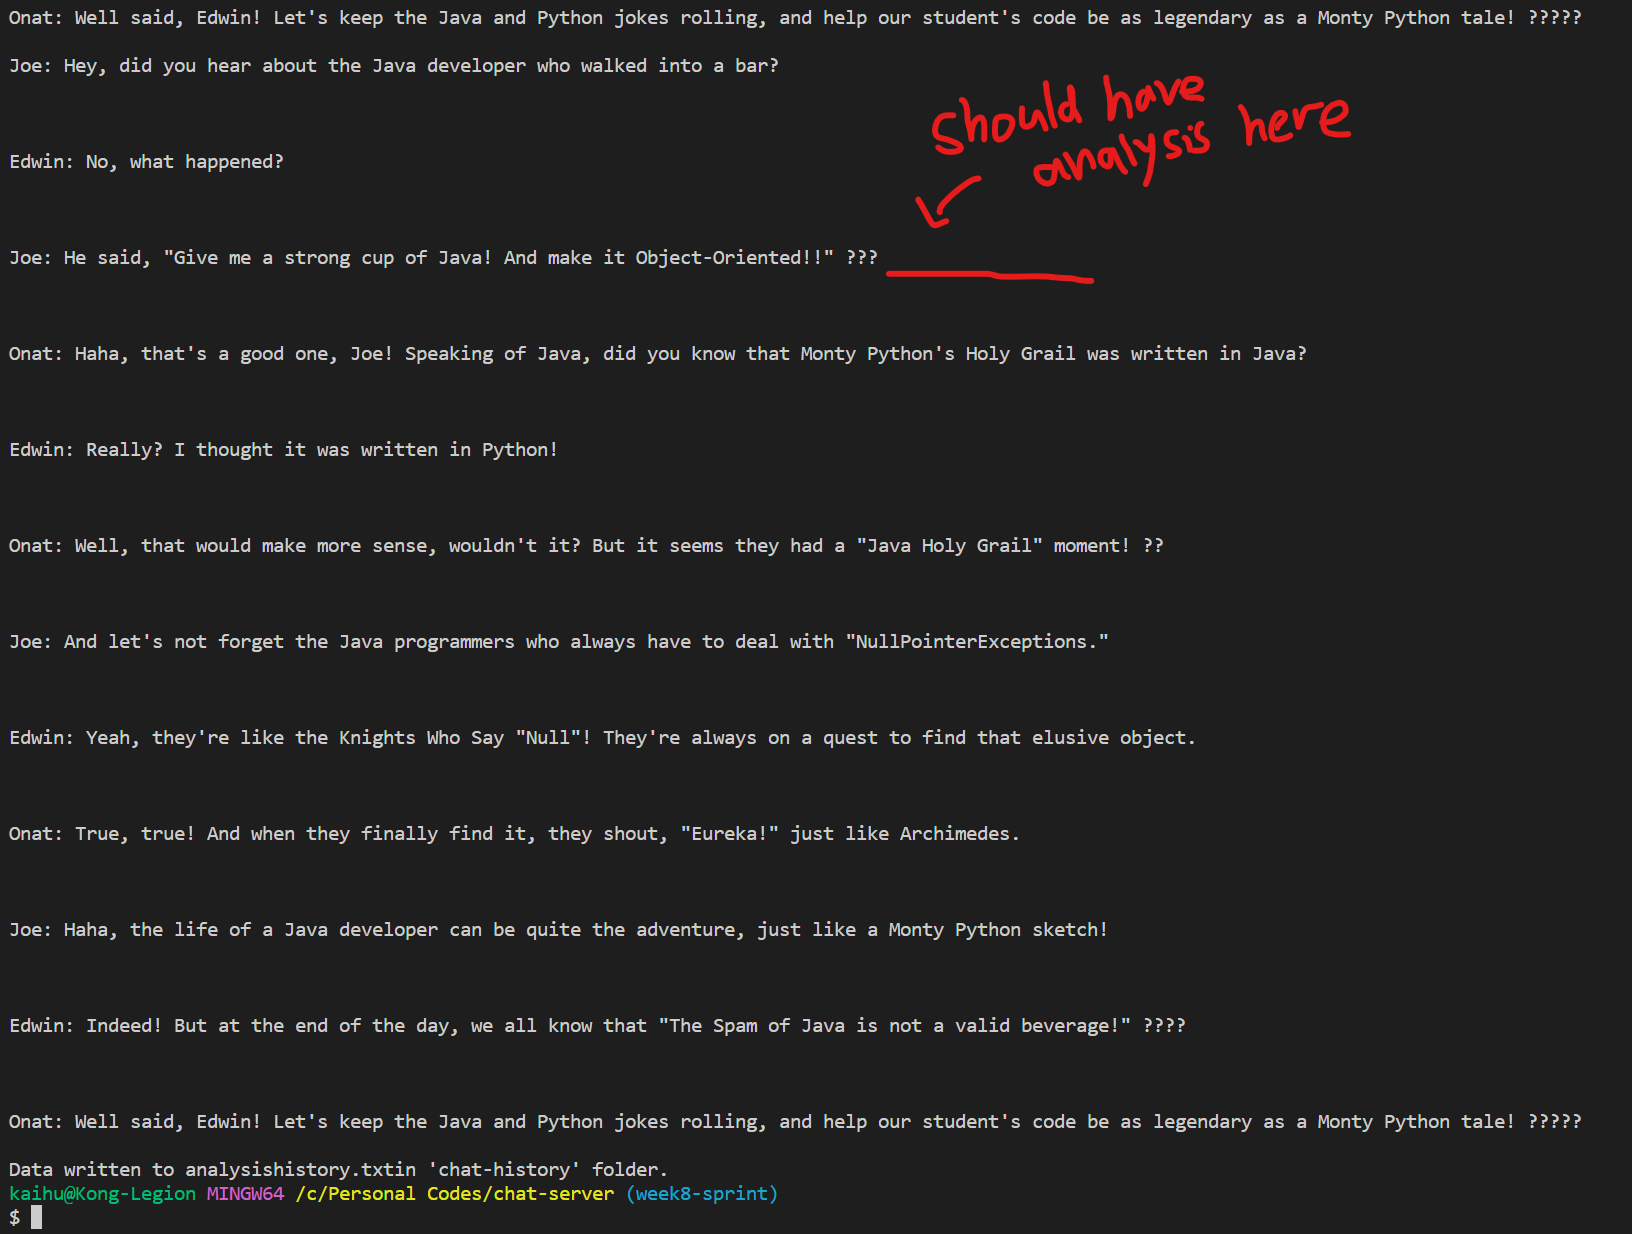 Onat: Well said, Edwin! Let's keep the Java and Python jokes rolling, and help our student's code be as legendary as a Monty Python tale! ?????
Joe: Hey, did you hear about the Java developer who walked into a bar?
Should have
analysis here
Edwin: No, what happened?
Joe: He said, "Give me a strong cup of Java! And make it Object-Oriented!!" ???
Onat: Haha, that's a good one, Joe! Speaking of Java, did you know that Monty Python's Holy Grail was written in Java?
Edwin: Really? I thought it was written in Python!
Onat: Well, that would make more sense, wouldn't it? But it seems they had a "Java Holy Grail" moment! ??
Joe: And let's not forget the Java programmers who always have to deal with "NullPointerExceptions."
Edwin: Yeah, they're like the Knights Who Say "Null"! They're always on a quest to find that elusive object.
Onat: True, true! And when they finally find it, they shout, "Eureka!" just like Archimedes.
Joe: Haha, the life of a Java developer can be quite the adventure, just like a Monty Python sketch!
Edwin: Indeed! But at the end of the day, we all know that "The Spam of Java is not a valid beverage!" ????
Onat: Well said, Edwin! Let's keep the Java and Python jokes rolling, and help our student's code be as legendary as a Monty Python tale! ?????
Data written to analysishistory.txtin 'chat-history' folder.
kaihu@Kong-Legion MINGW64 /c/Personal Codes/chat-server (week8-sprint)
$